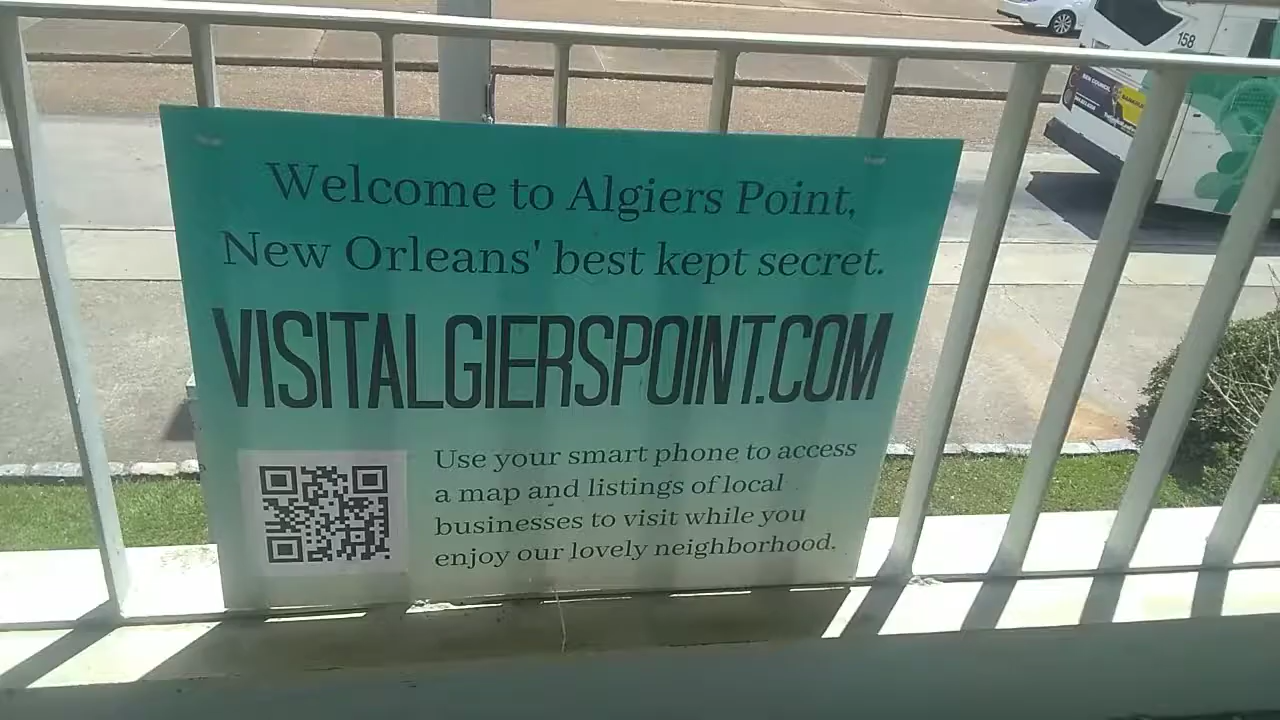 158
Welcome to Algiers Point,
New Orleans' best kept secret.
VISITALGIERSPOINT.COM
Use your smart phone to access
a map and listings of local
businesses to visit while you
enjoy our lovely neighborhood.